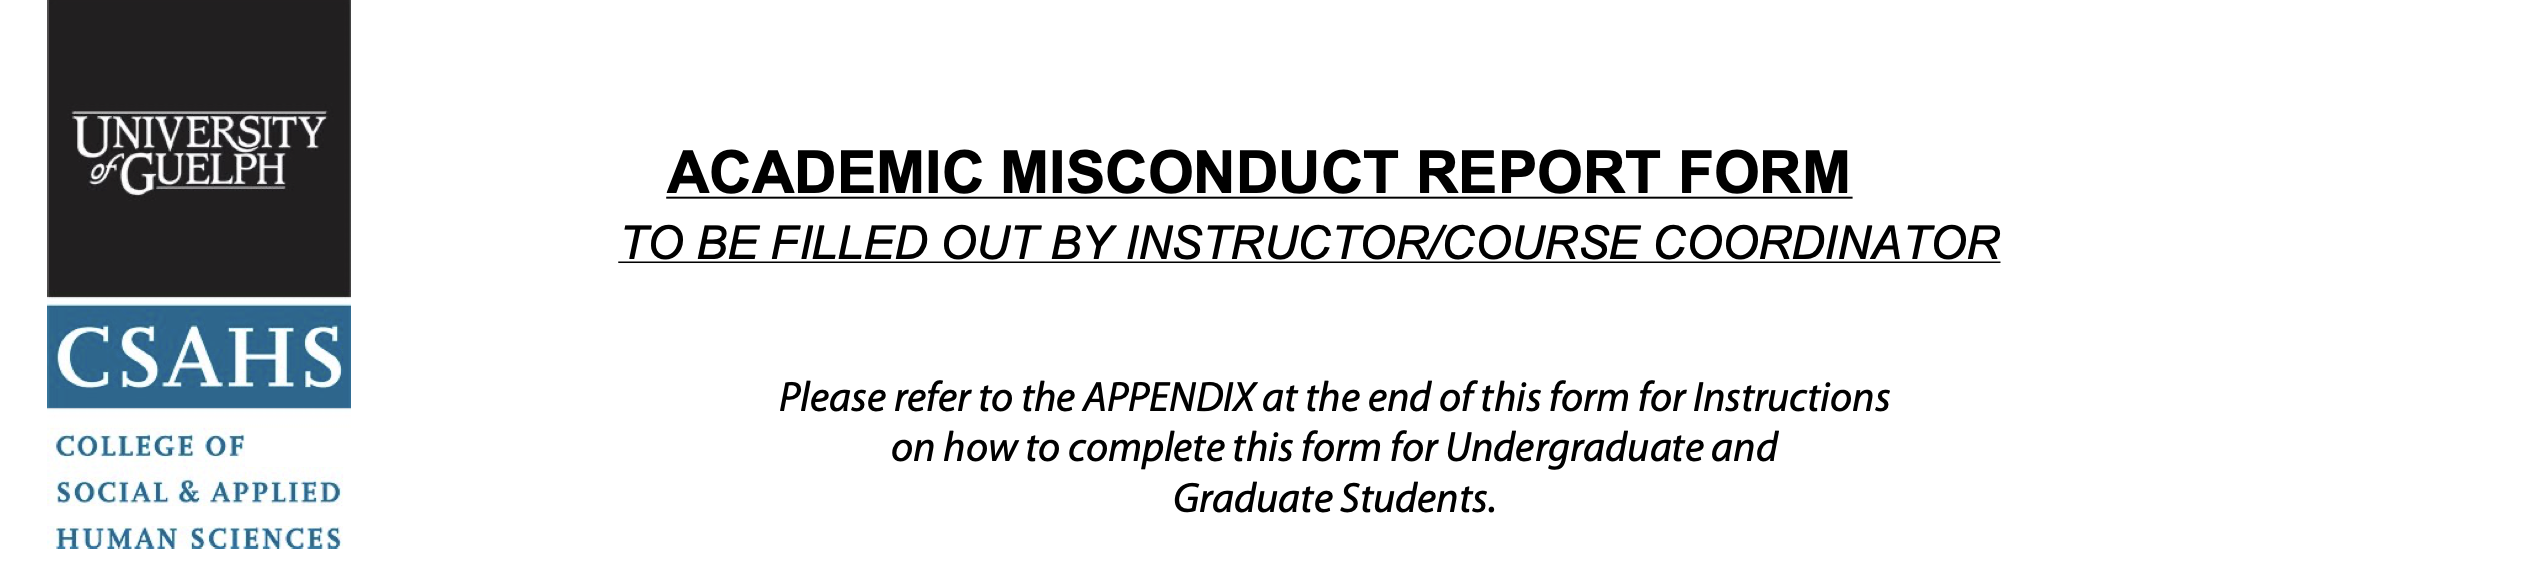 UNIVERSITY
of GUELPH
CSAHS
COLLEGE OF
SOCIAL & APPLIED
HUMAN SCIENCES
ACADEMIC MISCONDUCT REPORT FORM
TO BE FILLED OUT BY INSTRUCTOR/COURSE COORDINATOR
Please refer to the APPENDIX at the end of this form for Instructions
on how to complete this form for Undergraduate and
Graduate Students.